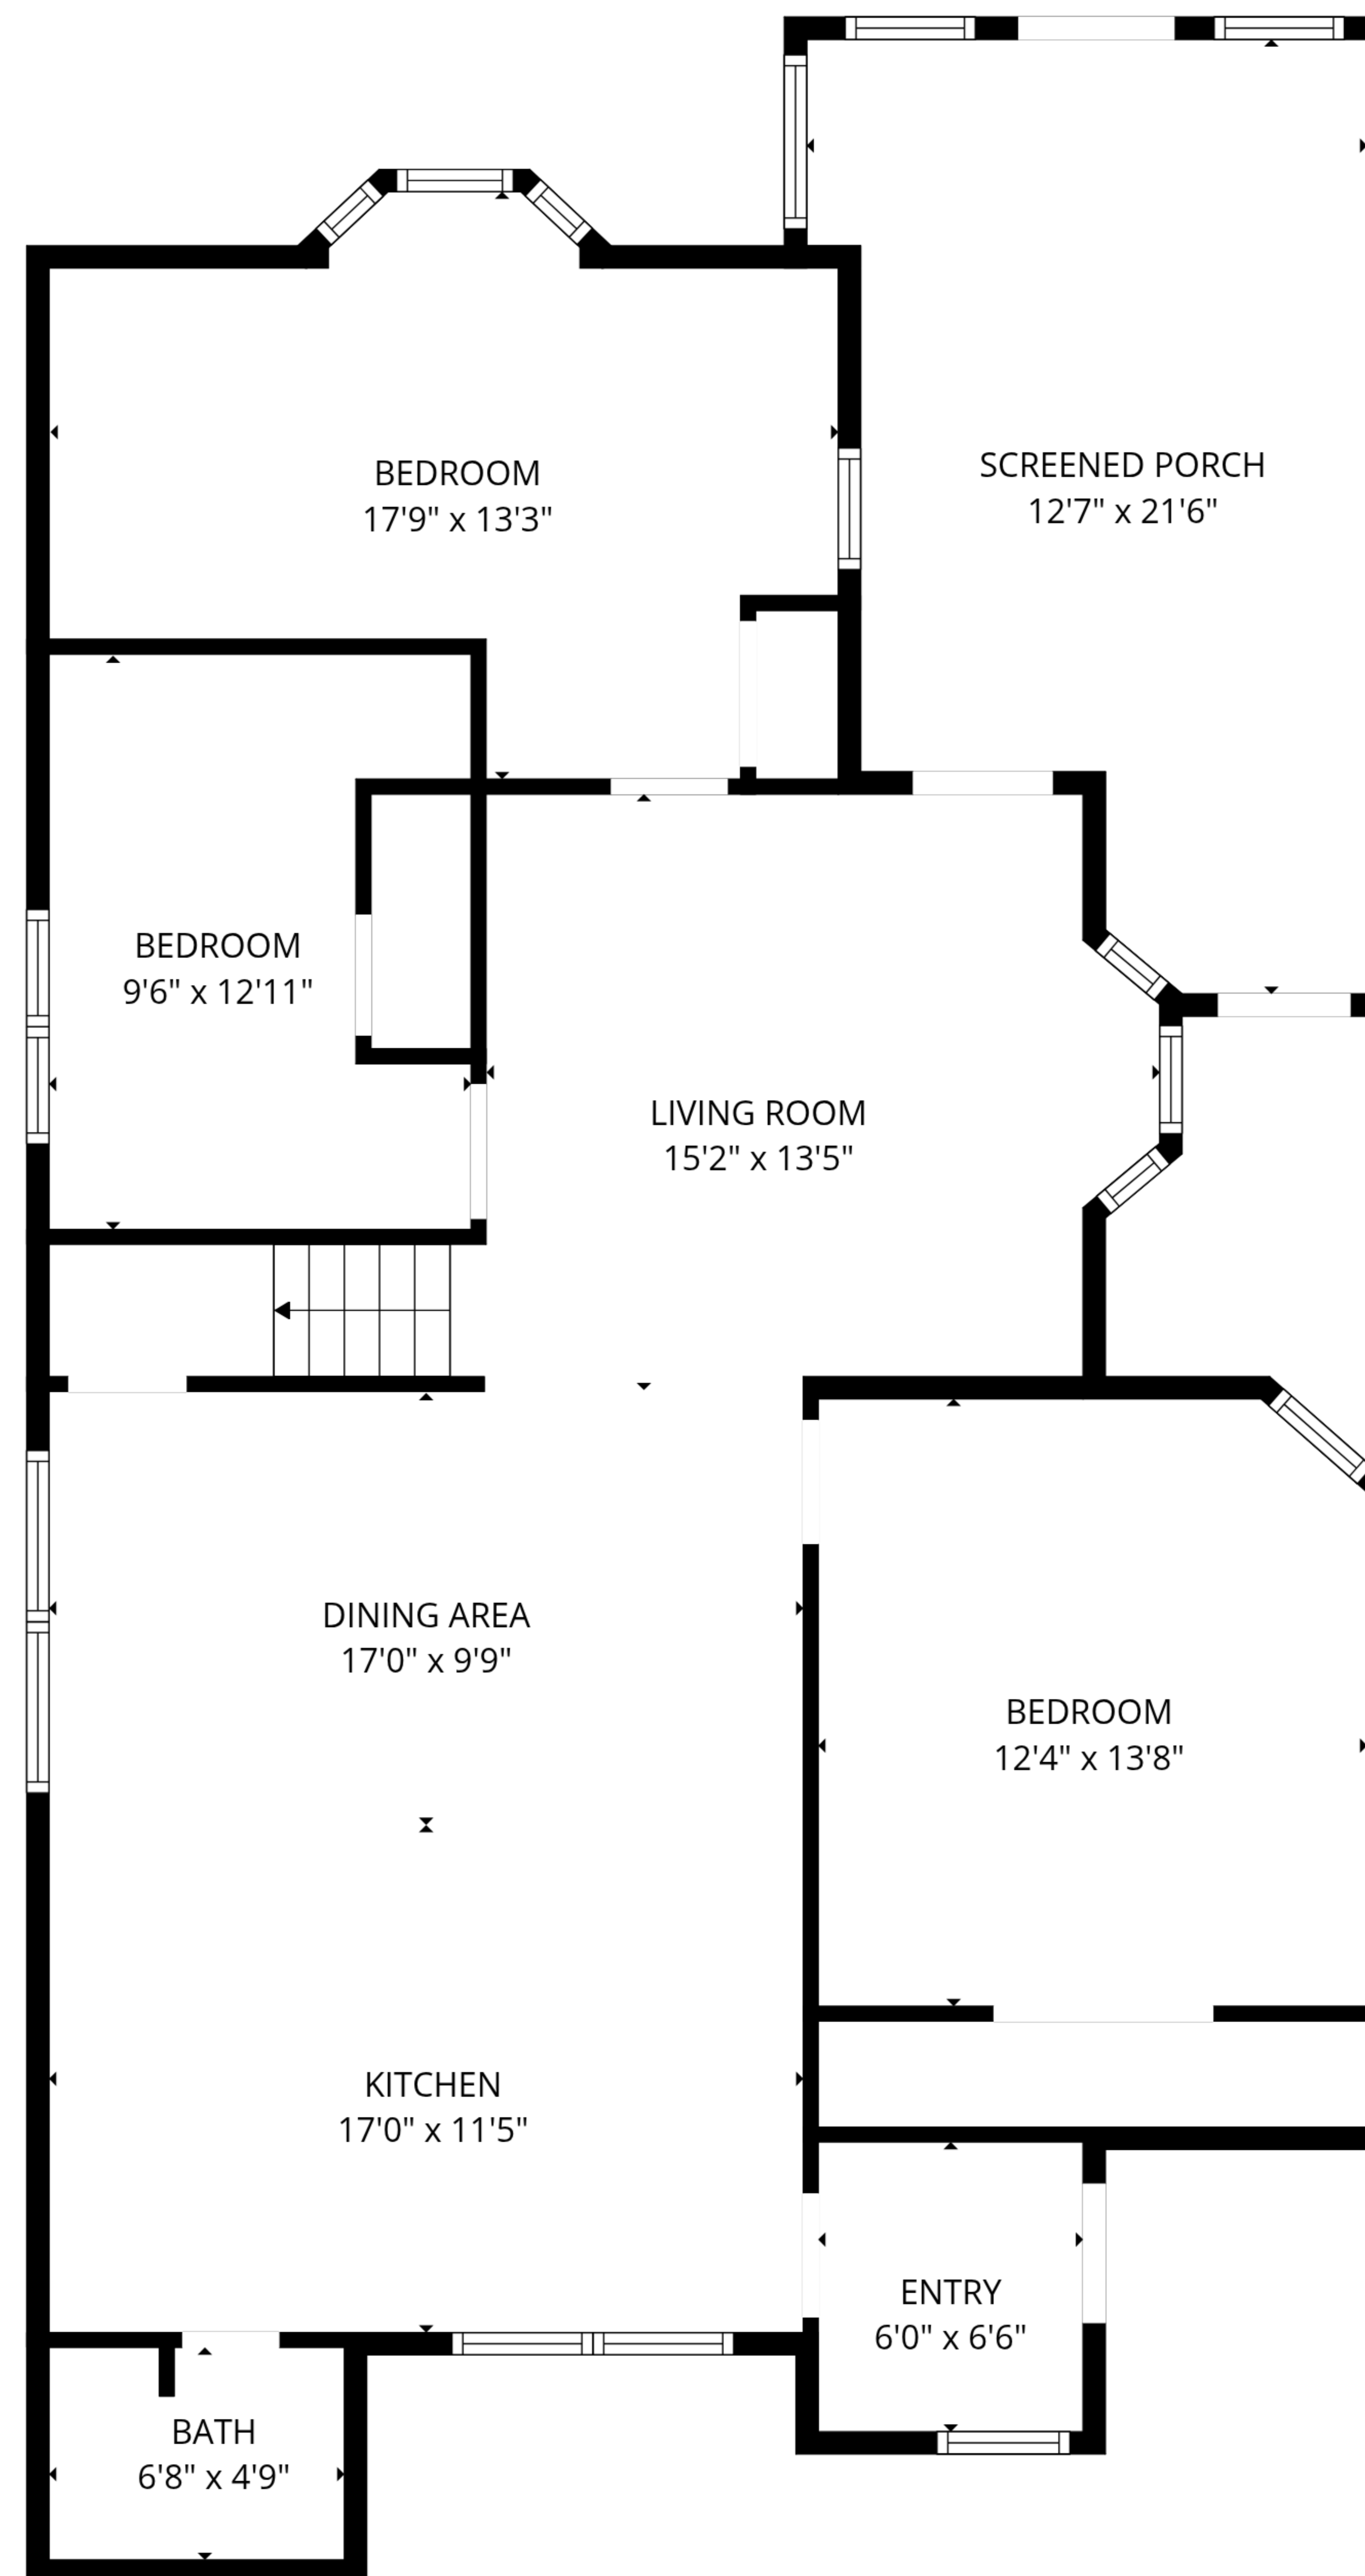 SCREENED PORCH
12'7" x 21'6"
BEDROOM
17'9" x 13'3"
BEDROOM
9'6" x 12'11"
LIVING ROOM
15'2" x 13'5"
DINING AREA
17'0" x 9'9"
BEDROOM
12'4" x 13'8"
KITCHEN
17'0" x 11'5"
ENTRY
6'0" x 6'6"
BATH
6'8" x 4'9"